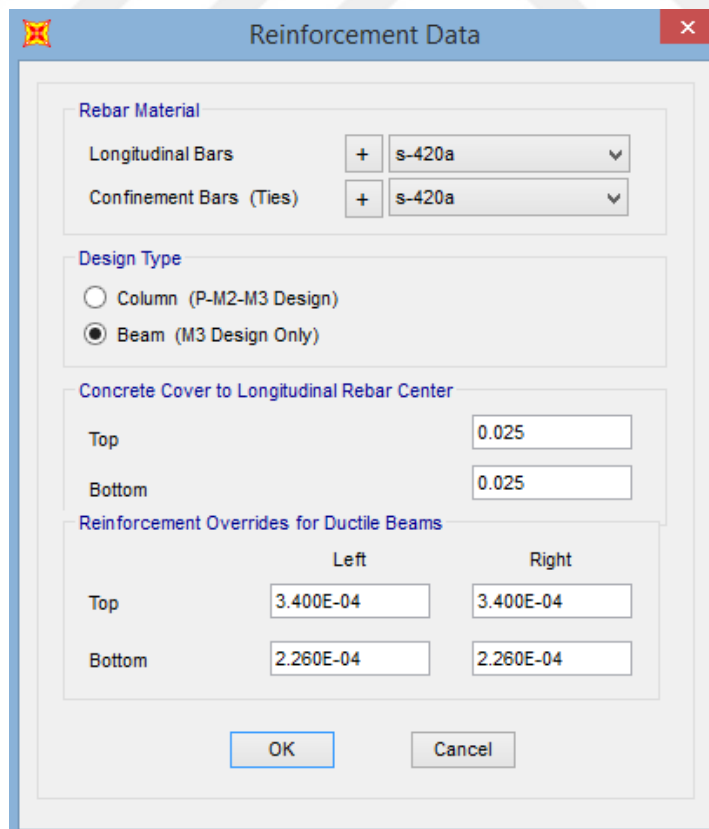 Reinforcement Data
Rebar Material
Longitudinal Bars + s-420a
Confinement Bars (Ties) + s-420a
Design Type
Column (P-M2-M3 Design)
Beam (M3 Design Only)
Concrete Cover to Longitudinal Rebar Center
Top 0.025
Bottom 0.025
Reinforcement Overrides for Ductile Beams
Left Right
Top 3.400E-04 3.400E-04
Bottom 2.260E-04 2.260E-04
OK Cancel